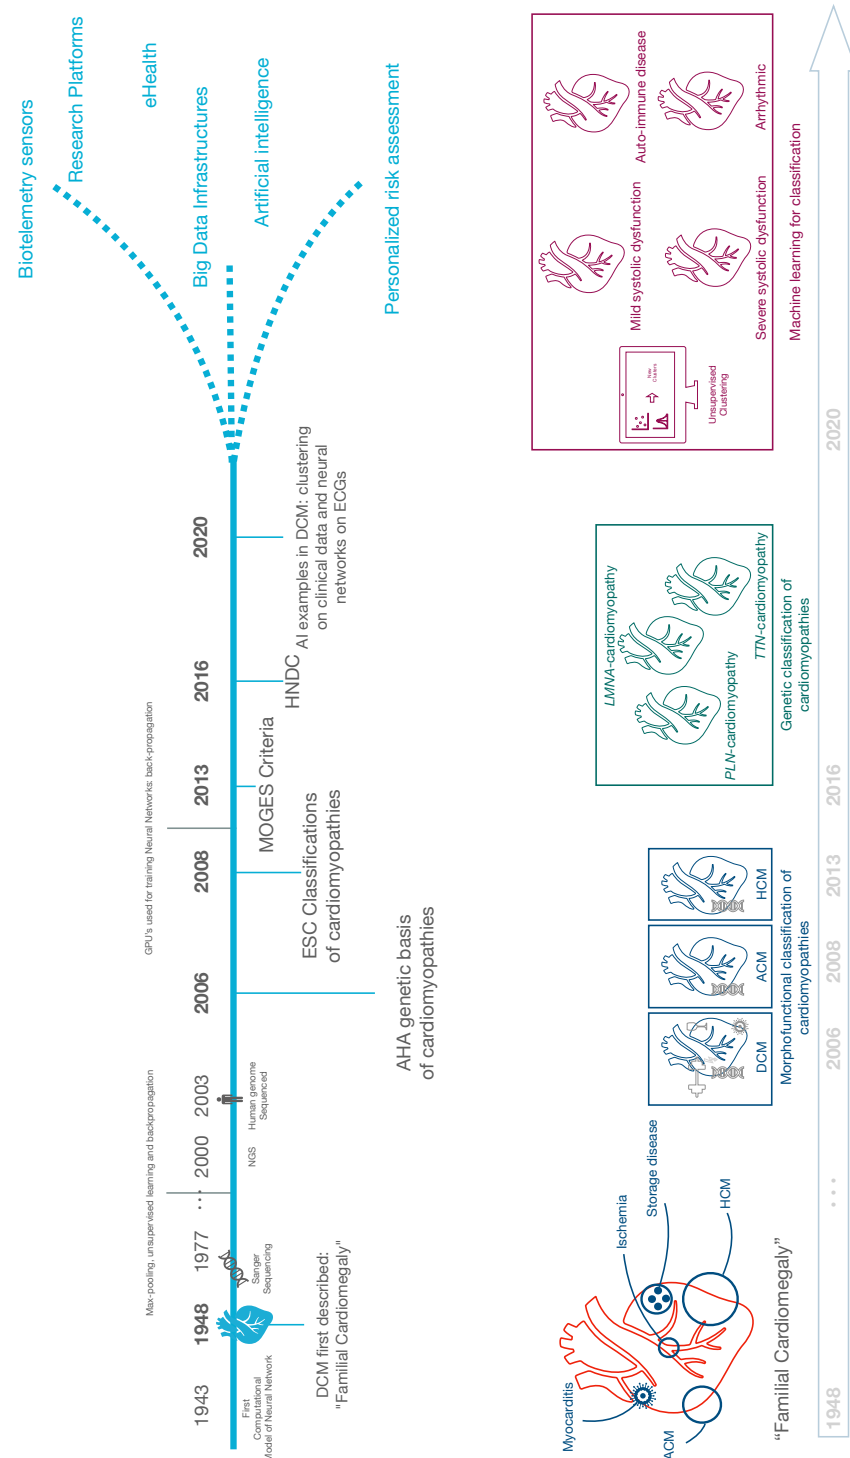 Biotelemetry sensors
Research Platforms
eHealth
Big Data Infrastructures
Artificial intelligence
Personalized risk assessment
Max-pooling, unsupervised learning and backpropagation
GPU's used for training Neural Networks: back-propagation
1943
1948
1977
...
2000
2003
2006
2008
2013
2016
2020
First
Computational
Model of Neural Network
DCM first described:
"Familial Cardiomegaly"
Sanger
Sequencing
NGS
Human genome
Sequenced
AHA genetic basis
of cardiomyopathies
ESC Classifications
of cardiomyopathies
MOGES Criteria
HNDC
AI examples in DCM: clustering
on clinical data and neural
networks on ECGs
Myocarditis
Ischemia
Storage disease
HCM
ACM
“Familial Cardiomegaly”
DCM
ACM
HCM
Morphofunctional classification of
cardiomyopathies
LMNA-cardiomyopathy
PLN-cardiomyopathy
TTN-cardiomyopathy
Genetic classification of
cardiomyopathies
New
Clusters
Unsupervised
Clustering
Mild systolic dysfunction
Auto-immune disease
Severe systolic dysfunction
Arrhythmic
Machine learning for classification
1948
...
2006
2008
2013
2016
2020